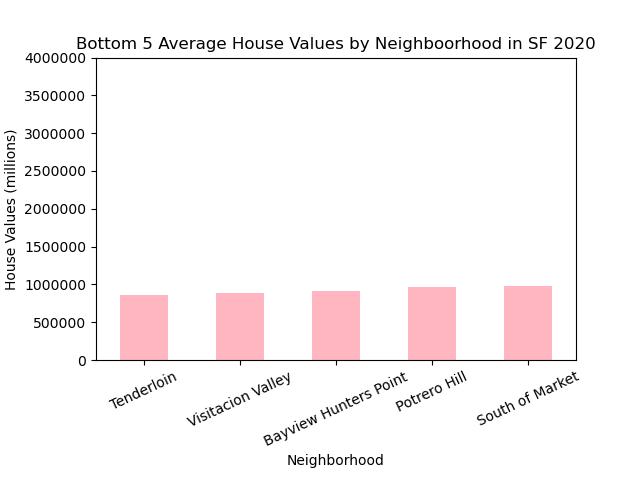 Bottom 5 Average House Values by Neighboorhood in SF 2020
House Values (millions)
4000000
3500000
3000000
2500000
2000000
1500000
1000000
500000
0
Tenderloin
Visitacion Valley
Bayview Hunters Point
Potrero Hill
South of Market
Neighborhood